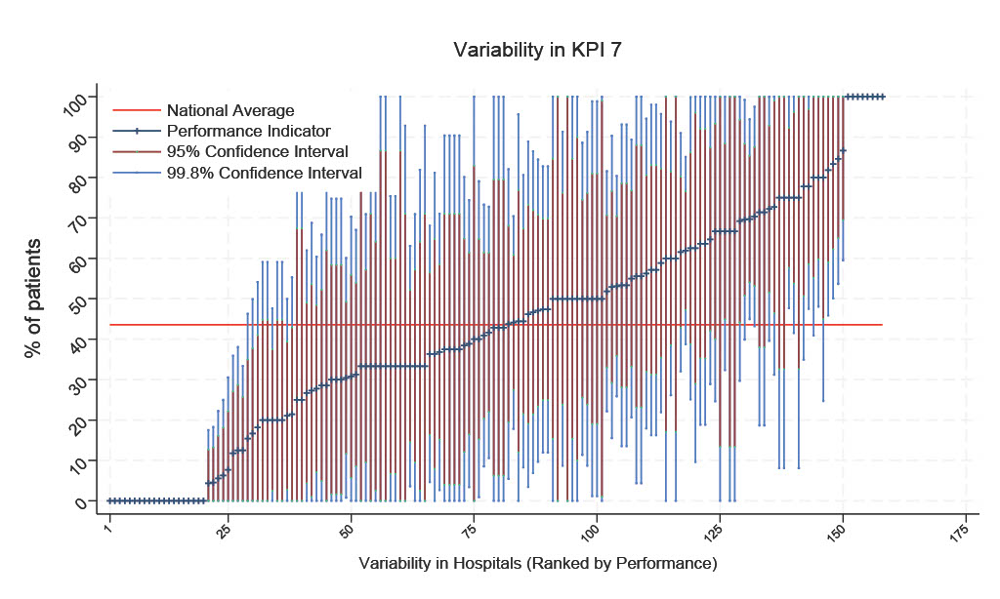 Variability in KPI 7
National Average
Performance Indicator
95% Confidence Interval
99.8% Confidence Interval
% of patients
100
90
80
70
60
50
40
30
20
10
0
1 25 50 75 100 125 150 175
Variability in Hospitals (Ranked by Performance)